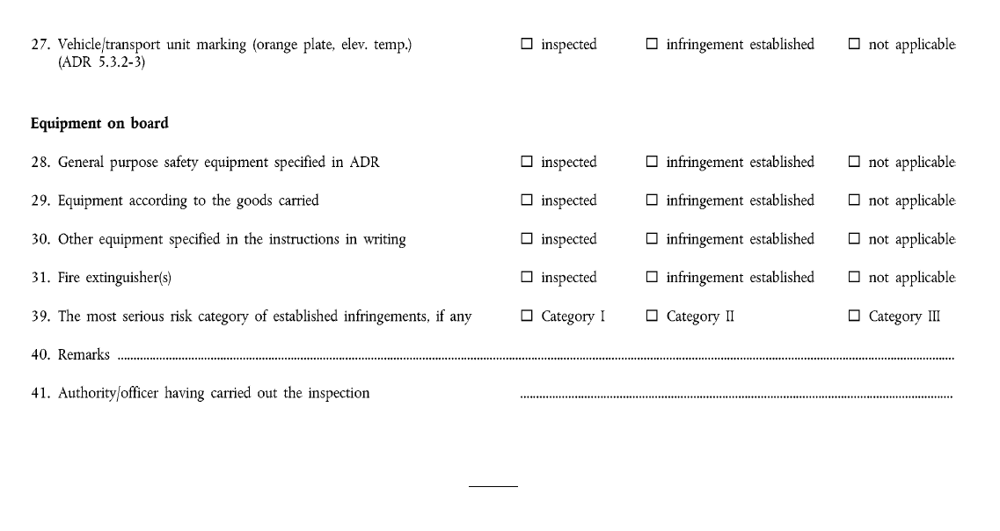 27. Vehicle/transport unit marking (orange plate, elev. temp.) ☐ inspected ☐ infringement established ☐ not applicable
(ADR 5.3.2-3)
Equipment on board
28. General purpose safety equipment specified in ADR ☐ inspected ☐ infringement established ☐ not applicable
29. Equipment according to the goods carried ☐ inspected ☐ infringement established ☐ not applicable
30. Other equipment specified in the instructions in writing ☐ inspected ☐ infringement established ☐ not applicable
31. Fire extinguisher(s) ☐ inspected ☐ infringement established ☐ not applicable
39. The most serious risk category of established infringements, if any ☐ Category I ☐ Category II ☐ Category III
40. Remarks
41. Authority/officer having carried out the inspection